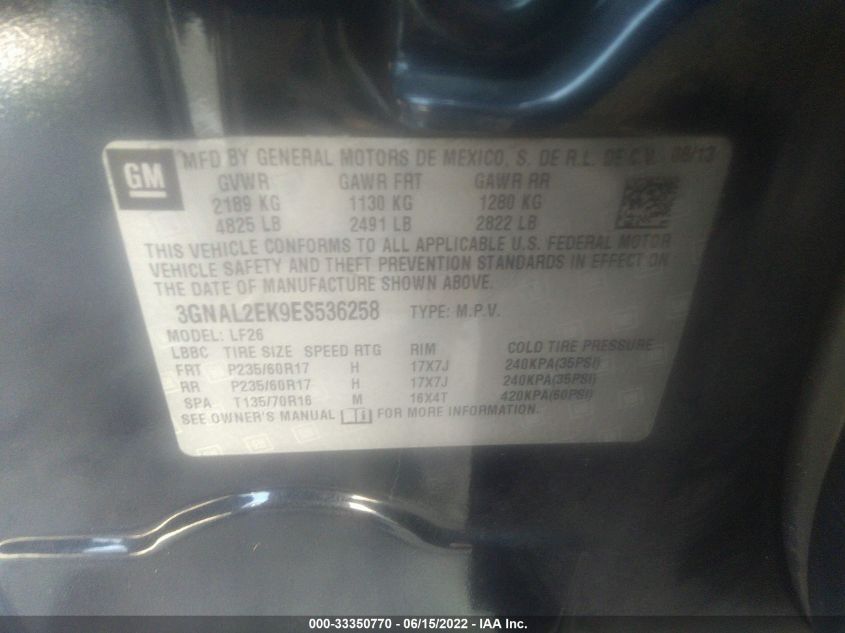 GM
MFD BY GENERAL MOTORS DE MEXICO, S. DE R.L. DE C.V. 08/13
GVWR GAWR FRT GAWR RR
2189 KG 1130 KG 1280 KG
4825 LB 2491 LB 2822 LB
THIS VEHICLE CONFORMS TO ALL APPLICABLE U.S. FEDERAL MOTOR
VEHICLE SAFETY AND THEFT PREVENTION STANDARDS IN EFFECT ON
THE DATE OF MANUFACTURE SHOWN ABOVE.
3GNAL2EK9ES536258 TYPE: M.P.V.
MODEL: LF26
LBBC TIRE SIZE SPEED RTG RIM COLD TIRE PRESSURE
FRT P235/60R17 H 17X7J 240KPA(35PSI)
RR P235/60R17 H 17X7J 240KPA(35PSI)
SPA T135/70R16 M 16X4T 420KPA(60PSI)
SEE OWNER'S MANUAL FOR MORE INFORMATION.
000-33350770 - 06/15/2022 - IAA Inc.